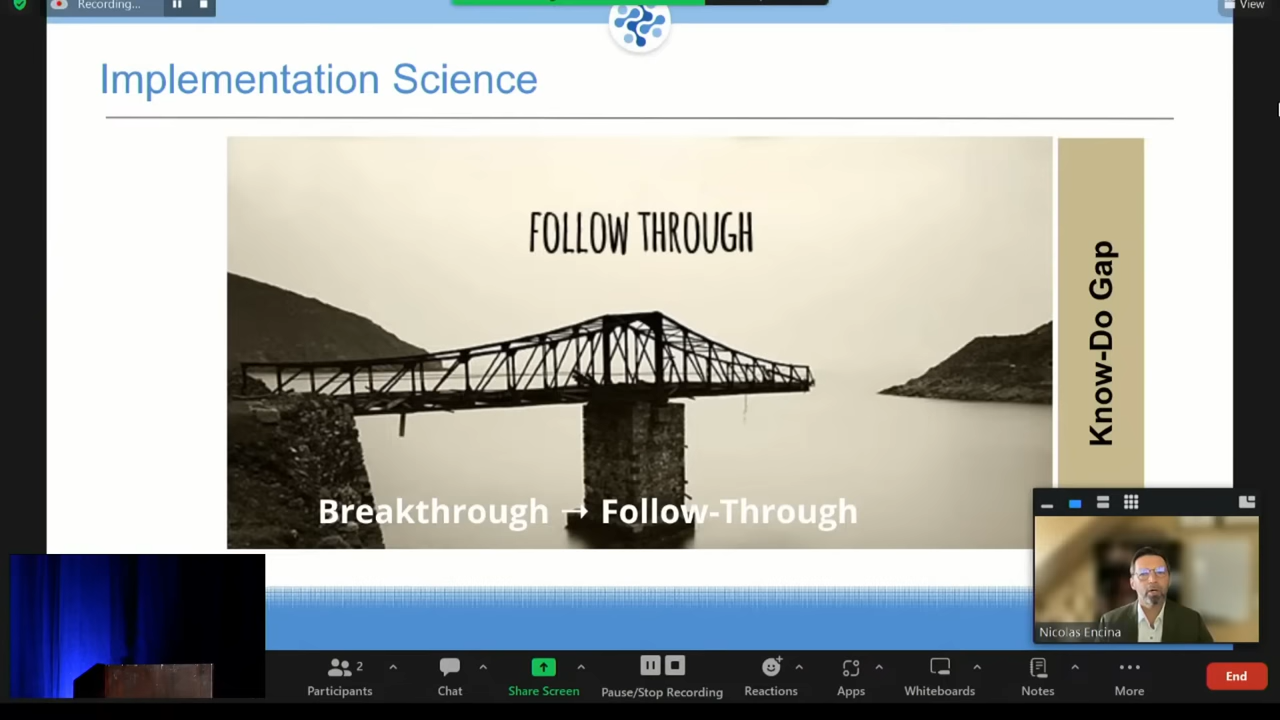 Recording...
View
Implementation Science
FOLLOW THROUGH
Know-Do Gap
Breakthrough → Follow-Through
Nicolas Encina
2
Participants
Chat
Share Screen
Pause/Stop Recording
Reactions
Apps
Whiteboards
Notes
More
End